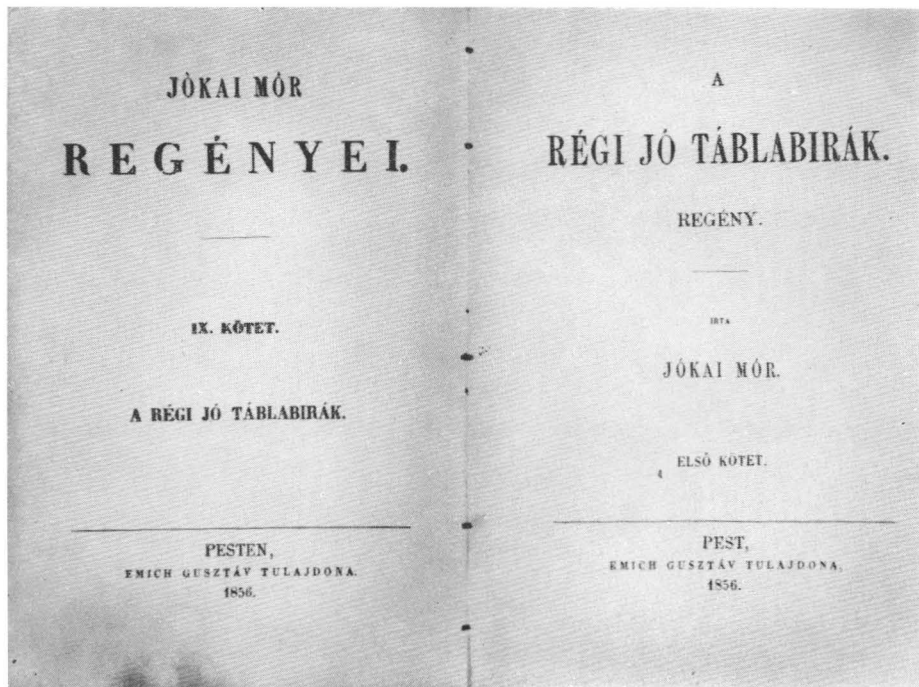 JÓKAI MÓR
REGÉNYEI.
IX. KÖTET.
A RÉGI JÓ TÁBLABIRÁK.
PESTEN,
EMICH GUSZTÁV TULAJDONA.
1856.
A
RÉGI JÓ TÁBLABIRÁK.
REGÉNY.
IRTA
JÓKAI MÓR.
ELSŐ KÖTET.
PEST,
EMICH GUSZTÁV TULAJDONA,
1856.